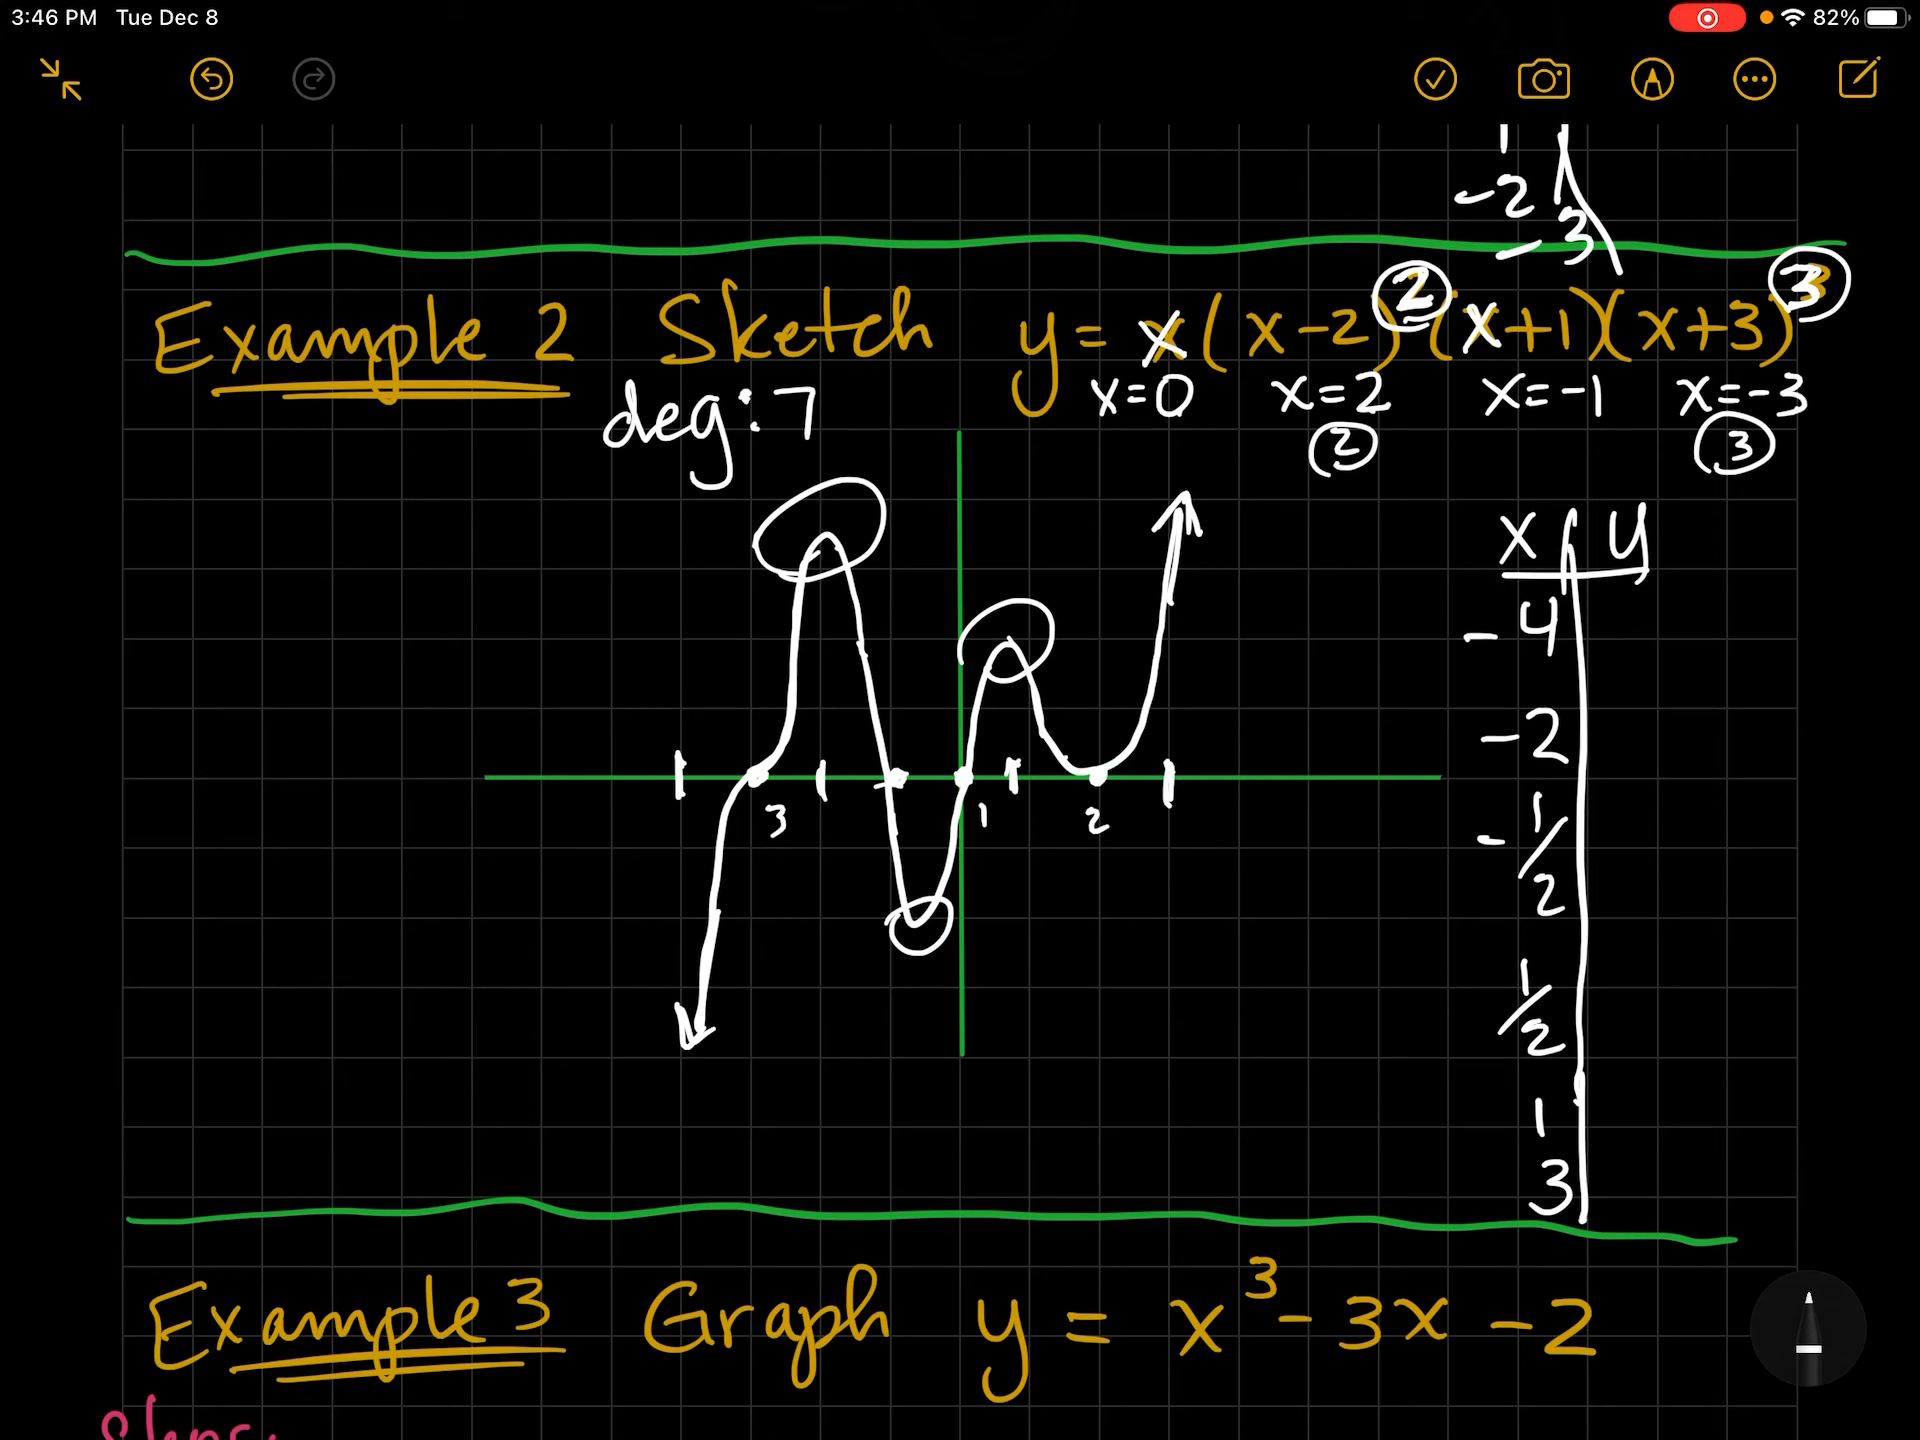 3:46 PM Tue Dec 8 82%
1
-2
-3
Example 2 Sketch y = x(x-2)²(x+1)(x+3)³
deg: 7 x=0 x=2 x=-1 x=-3
2 3
x y
-4
-2
3 1 2
-1/2
1/2
1
3
Example 3 Graph y = x³-3x-2